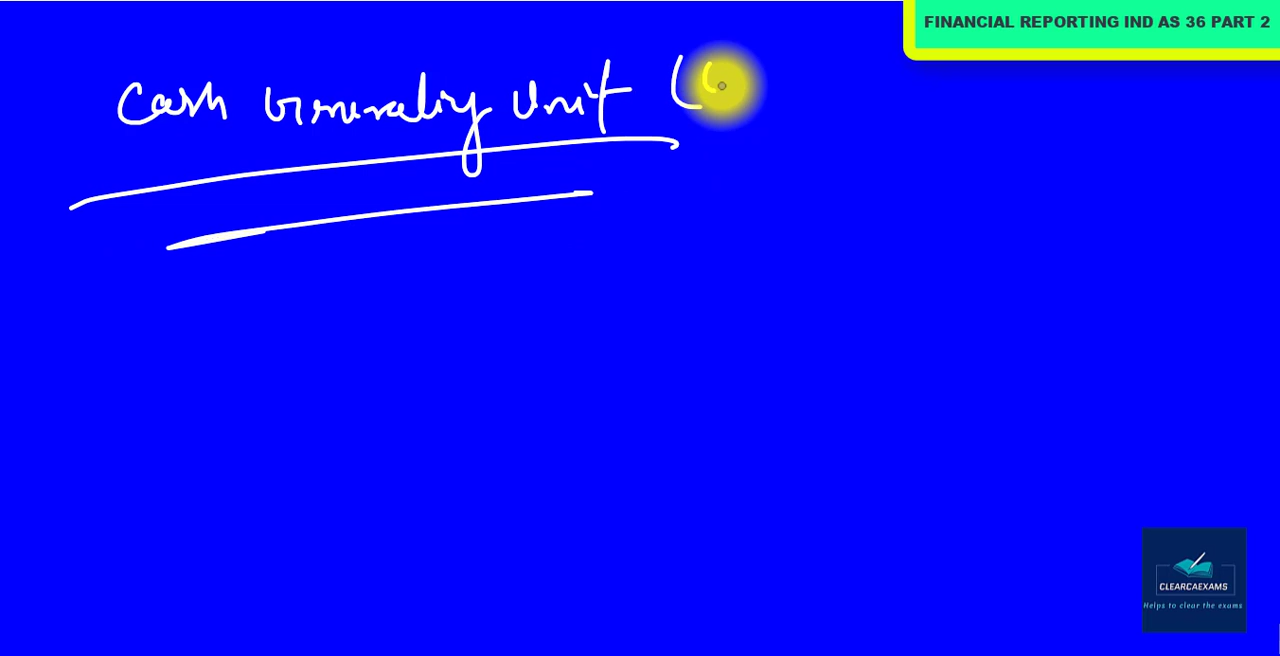 FINANCIAL REPORTING IND AS 36 PART 2
Cash Generating Unit (C
CLEARCAEXAMS
Helps to clear the exams